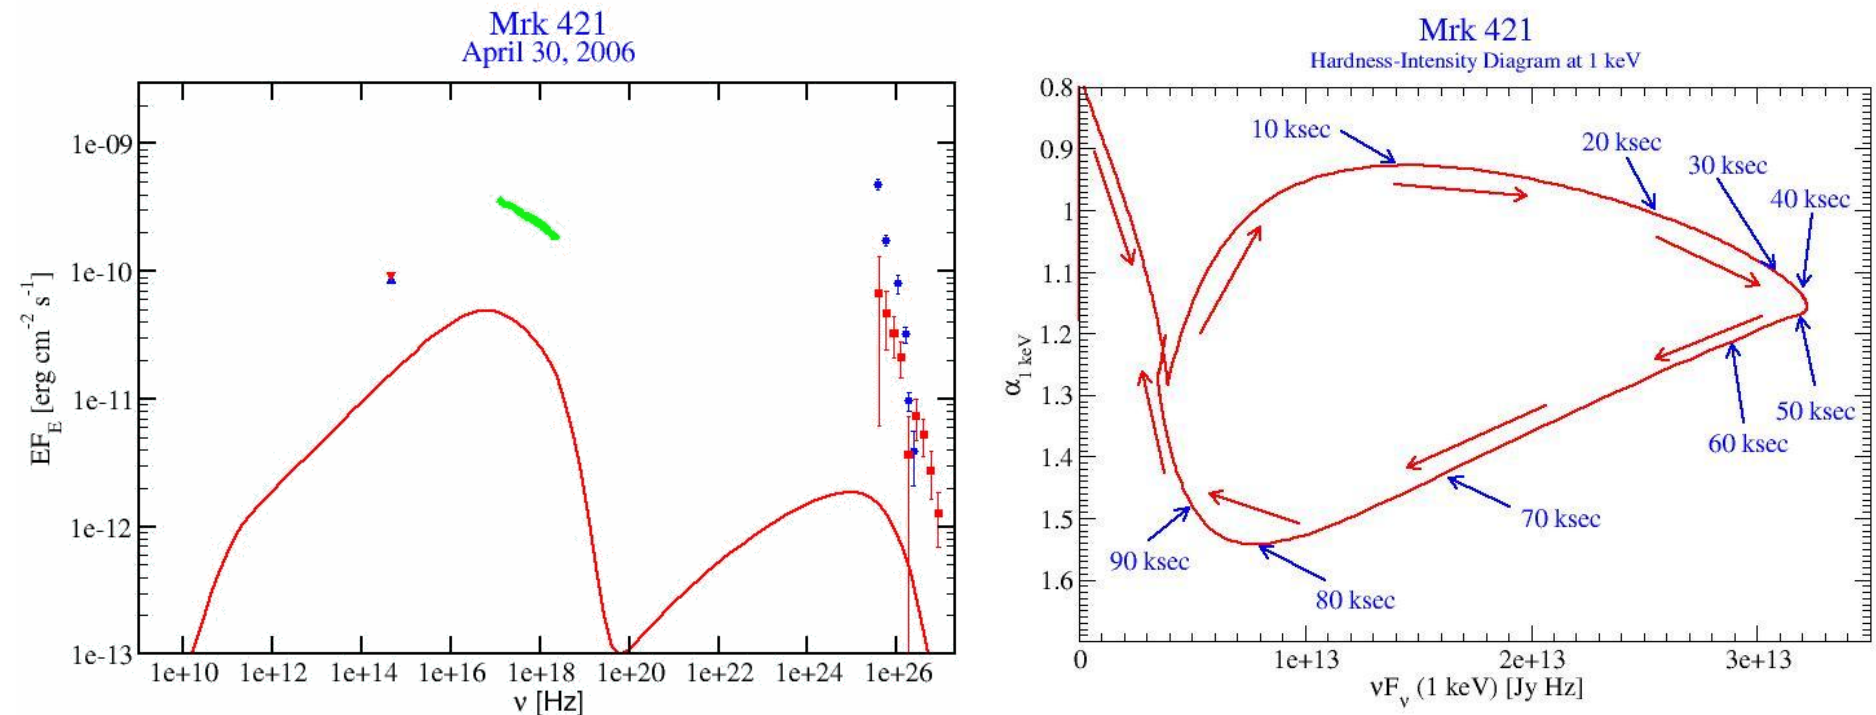 Mrk 421
April 30, 2006
EF_E [erg cm^-2 s^-1]
1e-09
1e-10
1e-11
1e-12
1e-13
1e+10 1e+12 1e+14 1e+16 1e+18 1e+20 1e+22 1e+24 1e+26
ν [Hz]
Mrk 421
Hardness-Intensity Diagram at 1 keV
α_1 keV
0.8
0.9
1
1.1
1.2
1.3
1.4
1.5
1.6
10 ksec
20 ksec
30 ksec
40 ksec
50 ksec
60 ksec
70 ksec
80 ksec
90 ksec
0 1e+13 2e+13 3e+13
νF_ν (1 keV) [Jy Hz]